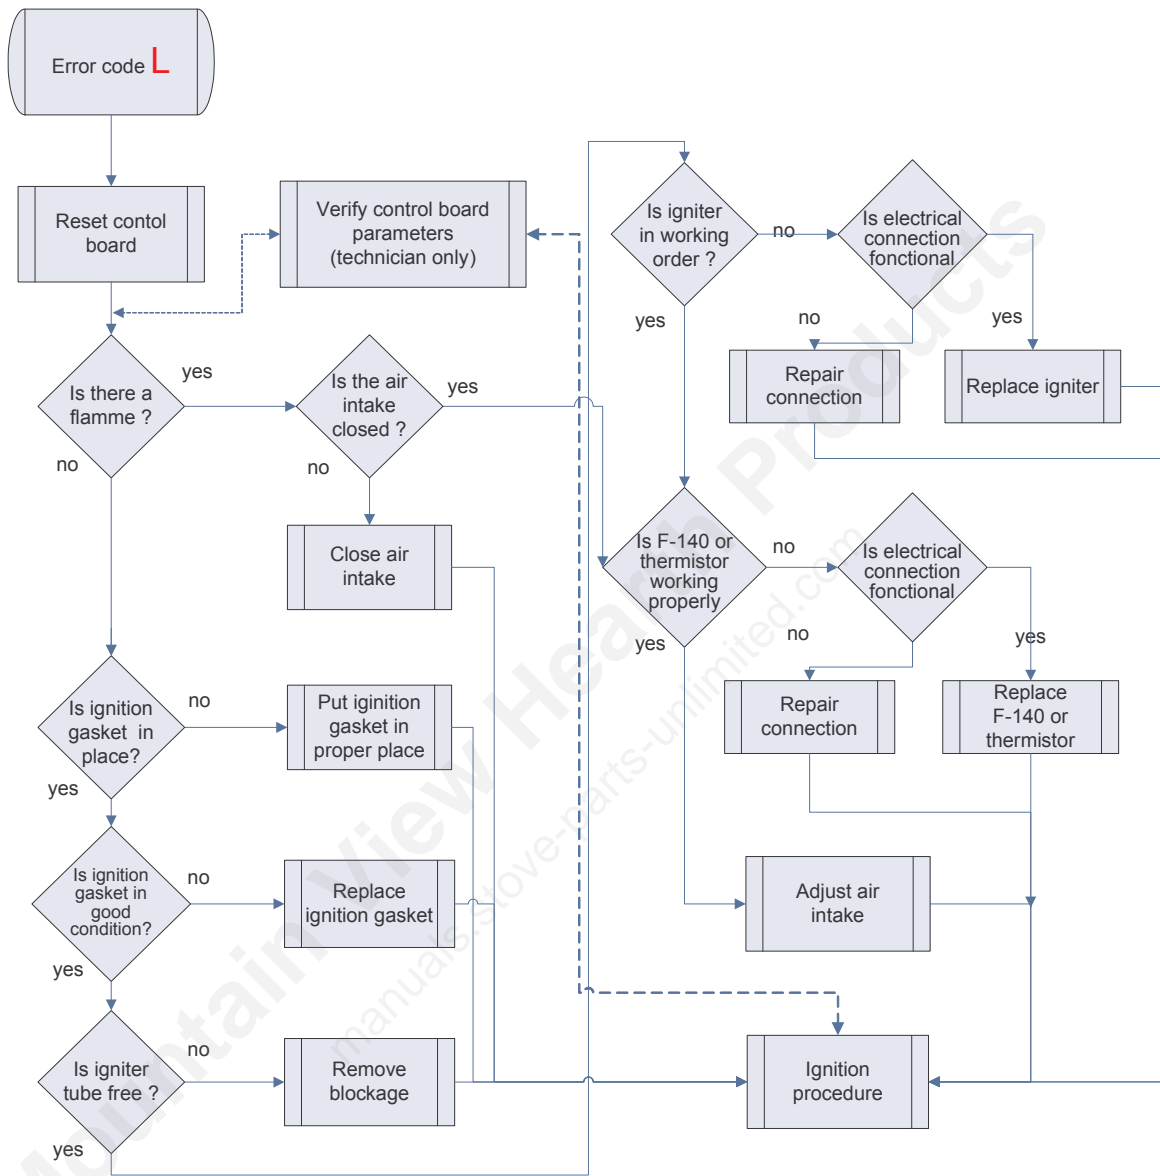 Error code L
Reset contol
board
Verify control board
parameters
(technician only)
Is there a
flamme ?
yes
no
Is the air
intake
closed ?
yes
no
Close air
intake
Is ignition
gasket in
place?
no
yes
Put iginition
gasket in
proper place
Is ignition
gasket in
good
condition?
no
yes
Replace
ignition gasket
Is igniter
tube free ?
no
yes
Remove
blockage
Is igniter
in working
order ?
no
yes
Is electrical
connection
fonctional
no
yes
Repair
connection
Replace igniter
Is F-140 or
thermistor
working
properly
no
yes
Is electrical
connection
fonctional
no
yes
Repair
connection
Replace
F-140 or
thermistor
Adjust air
intake
Ignition
procedure
Mountain View Hearth Products
manuals.stove-parts-unlimited.com